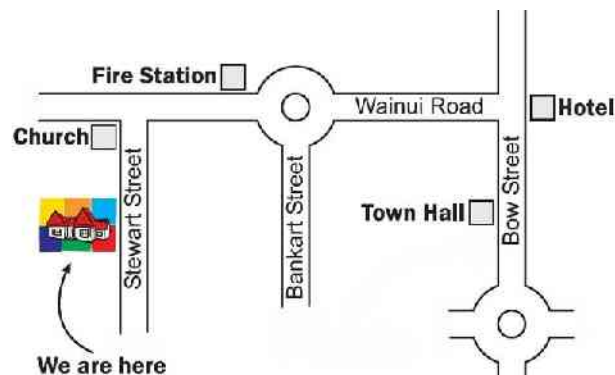 Fire Station
Wainui Road
Hotel
Church
Stewart Street
Bankart Street
Town Hall
Bow Street
We are here